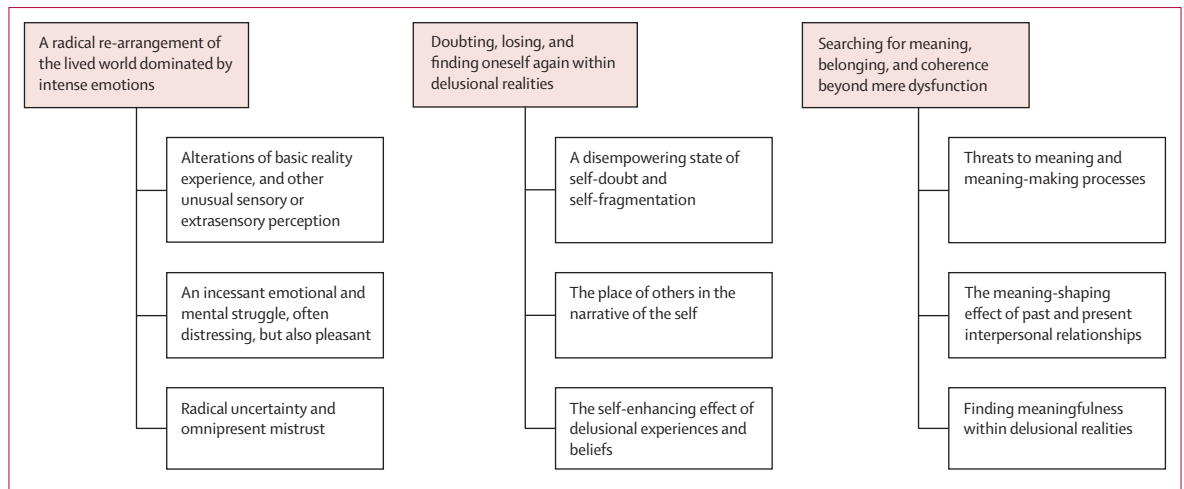 A radical re-arrangement of
the lived world dominated by
intense emotions
Alterations of basic reality
experience, and other
unusual sensory or
extrasensory perception
An incessant emotional and
mental struggle, often
distressing, but also pleasant
Radical uncertainty and
omnipresent mistrust
Doubting, losing, and
finding oneself again within
delusional realities
A disempowering state of
self-doubt and
self-fragmentation
The place of others in the
narrative of the self
The self-enhancing effect of
delusional experiences and
beliefs
Searching for meaning,
belonging, and coherence
beyond mere dysfunction
Threats to meaning and
meaning-making processes
The meaning-shaping
effect of past and present
interpersonal relationships
Finding meaningfulness
within delusional realities